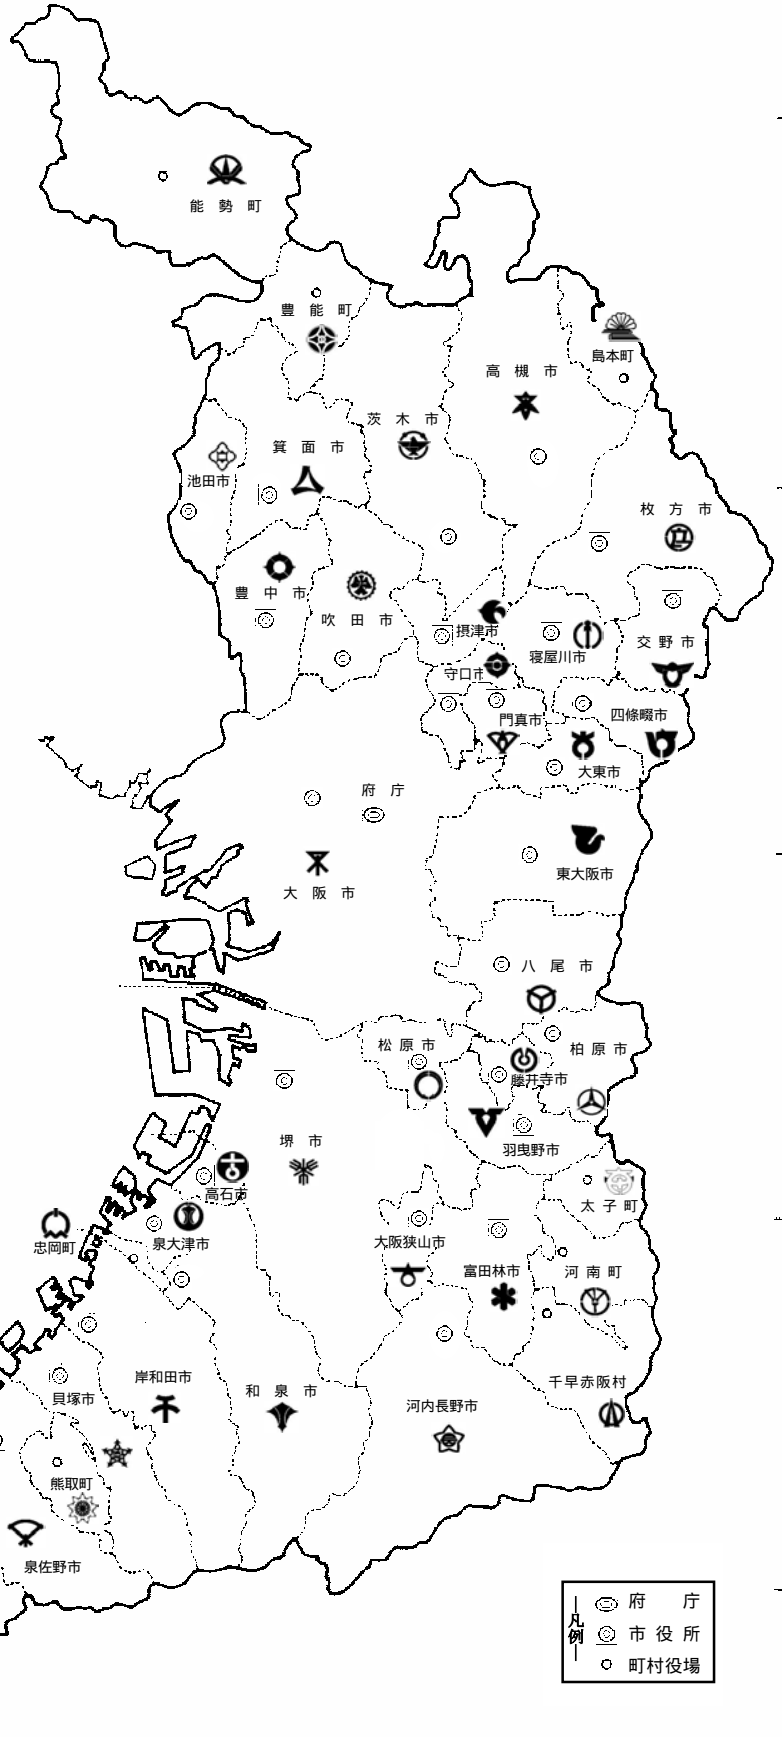 能勢町
豊能町
島本町
高槻市
茨木市
箕面市
池田市
枚方市
豊中市
吹田市
摂津市
寝屋川市
交野市
守口市
門真市
四條畷市
大東市
府庁
大阪市
東大阪市
八尾市
松原市
柏原市
藤井寺市
羽曳野市
堺市
高石市
太子町
忠岡町
泉大津市
大阪狭山市
富田林市
河南町
岸和田市
和泉市
千早赤阪村
貝塚市
河内長野市
熊取町
泉佐野市
凡例
府庁
市役所
町村役場